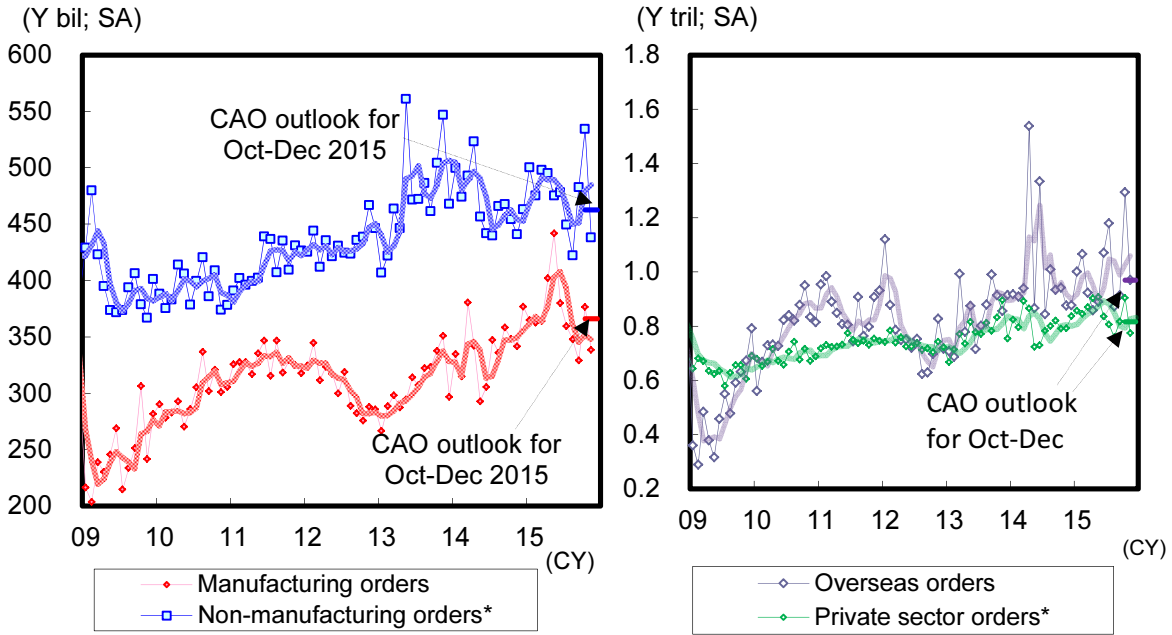 (Y bil; SA)
600
550
500
450
400
350
300
250
200
CAO outlook for
Oct-Dec 2015
CAO outlook for
Oct-Dec 2015
09 10 11 12 13 14 15
(CY)
Manufacturing orders
Non-manufacturing orders*
(Y tril; SA)
1.8
1.6
1.4
1.2
1.0
0.8
0.6
0.4
0.2
CAO outlook
for Oct-Dec
09 10 11 12 13 14 15
(CY)
Overseas orders
Private sector orders*